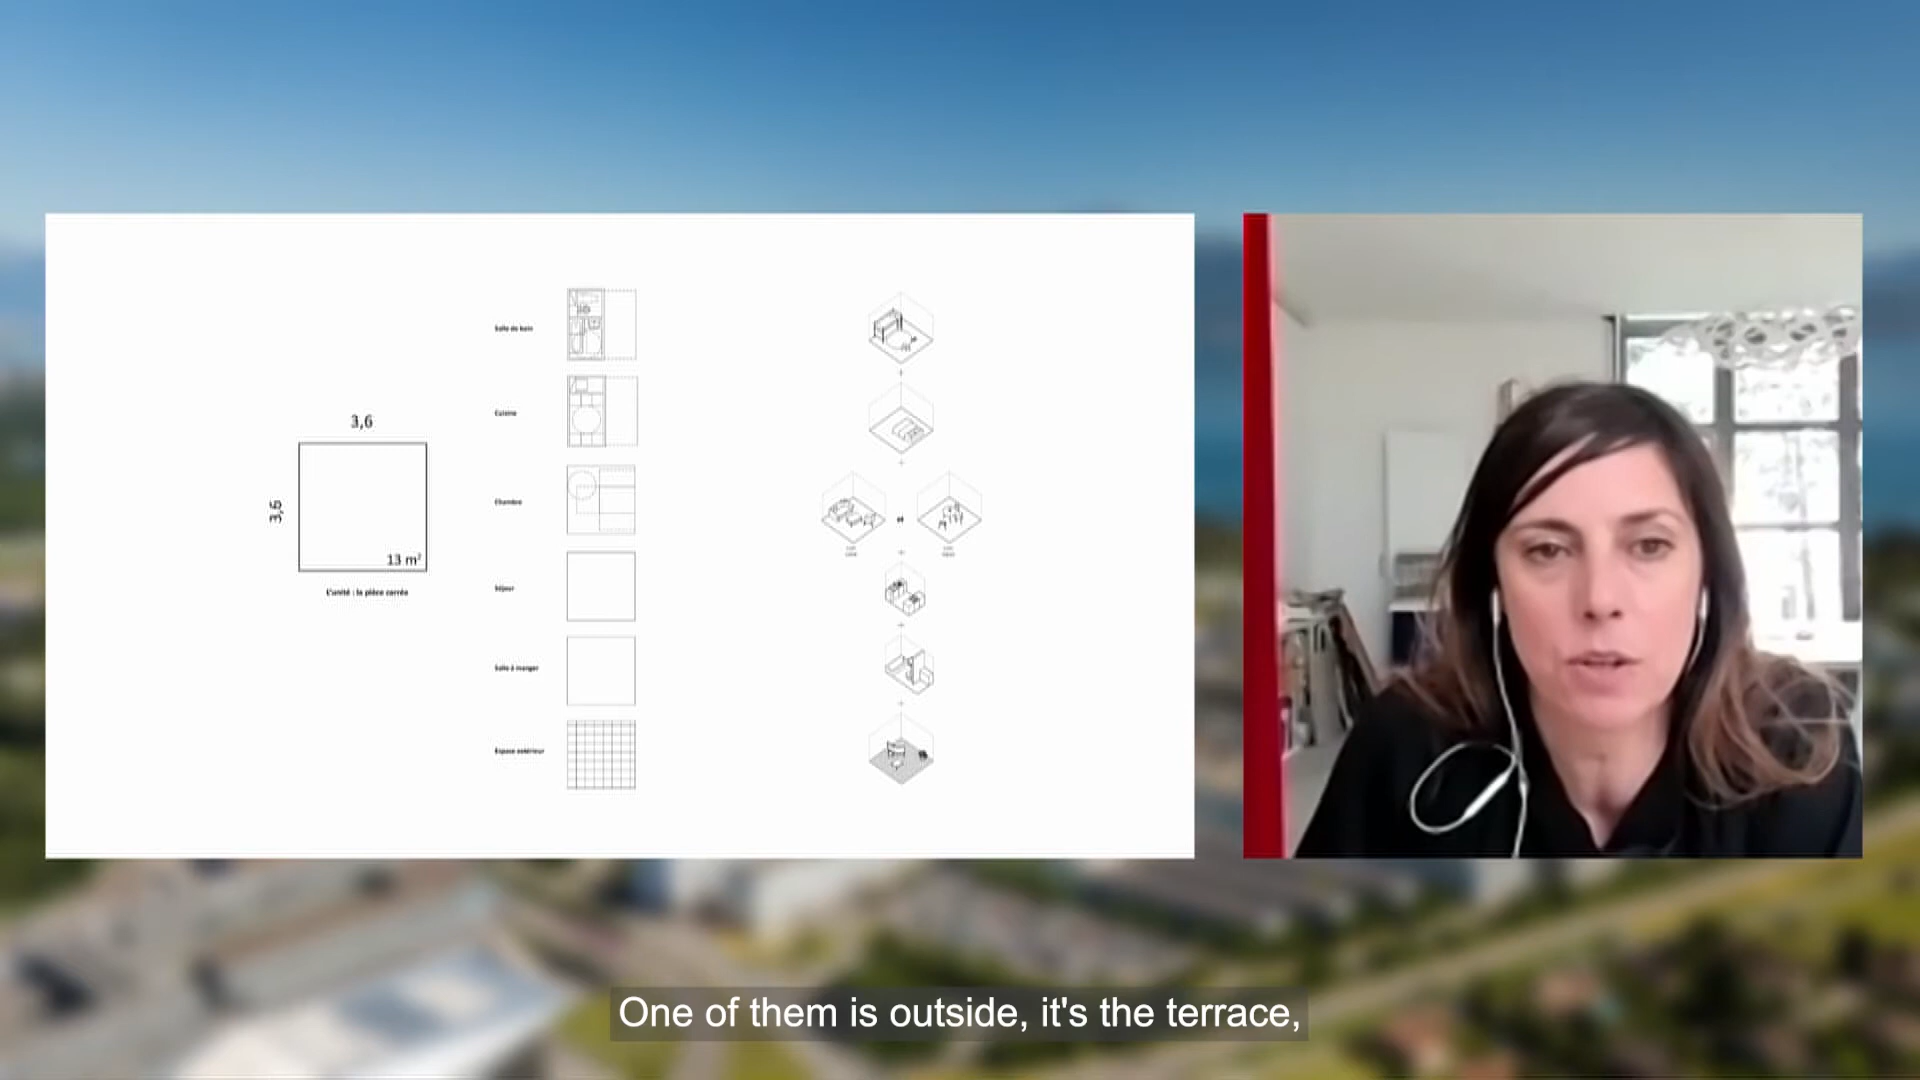 3,6
3,6
13 m²
L'unité : la pièce carrée
Salle de bain
Cuisine
Chambre
Séjour
Salle à manger
Espace extérieur
+
+
et
+
+
+
One of them is outside, it's the terrace,